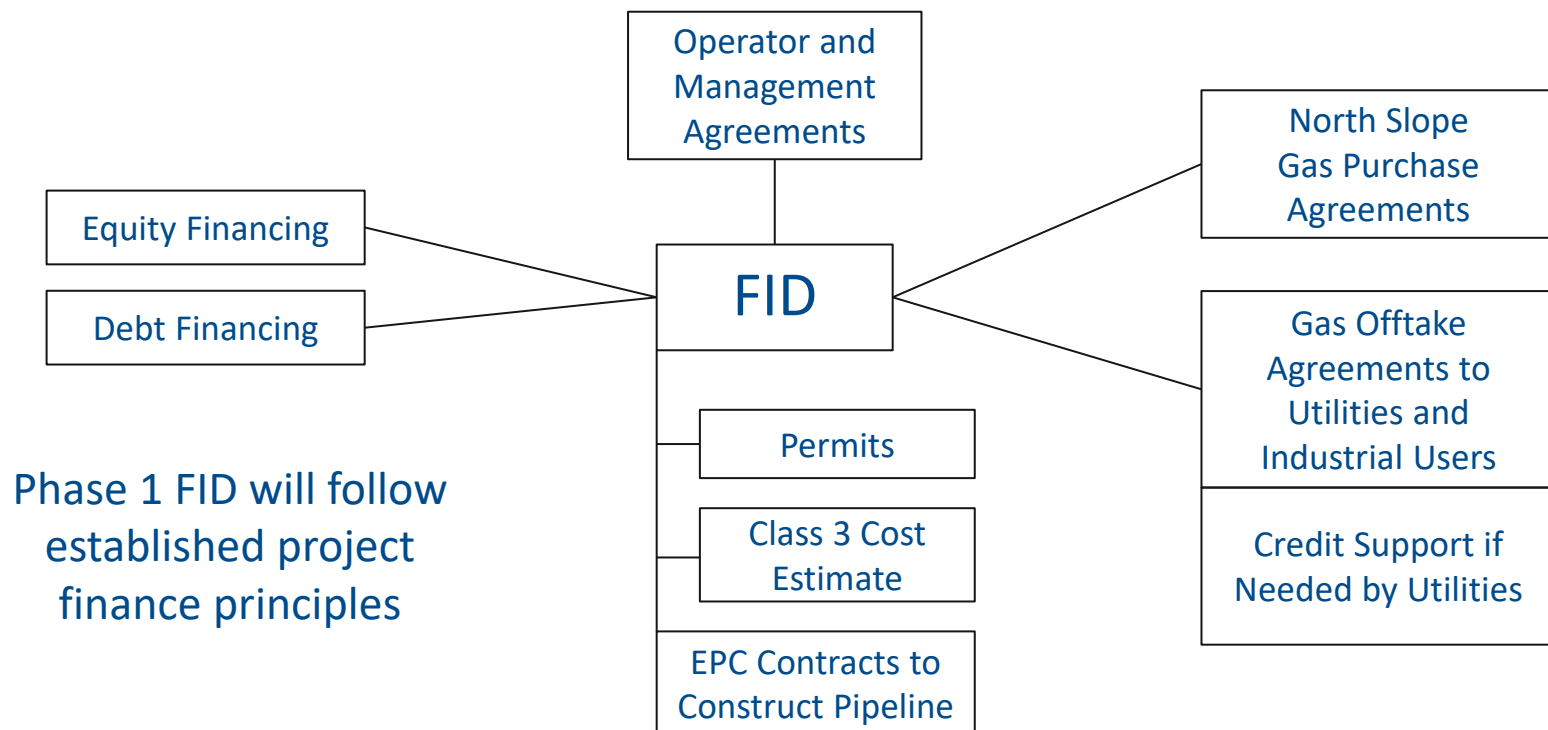 Operator and
Management
Agreements
North Slope
Gas Purchase
Agreements
Equity Financing
FID
Debt Financing
Gas Offtake
Agreements to
Utilities and
Industrial Users
Permits
Phase 1 FID will follow
established project
finance principles
Class 3 Cost
Estimate
Credit Support if
Needed by Utilities
EPC Contracts to
Construct Pipeline